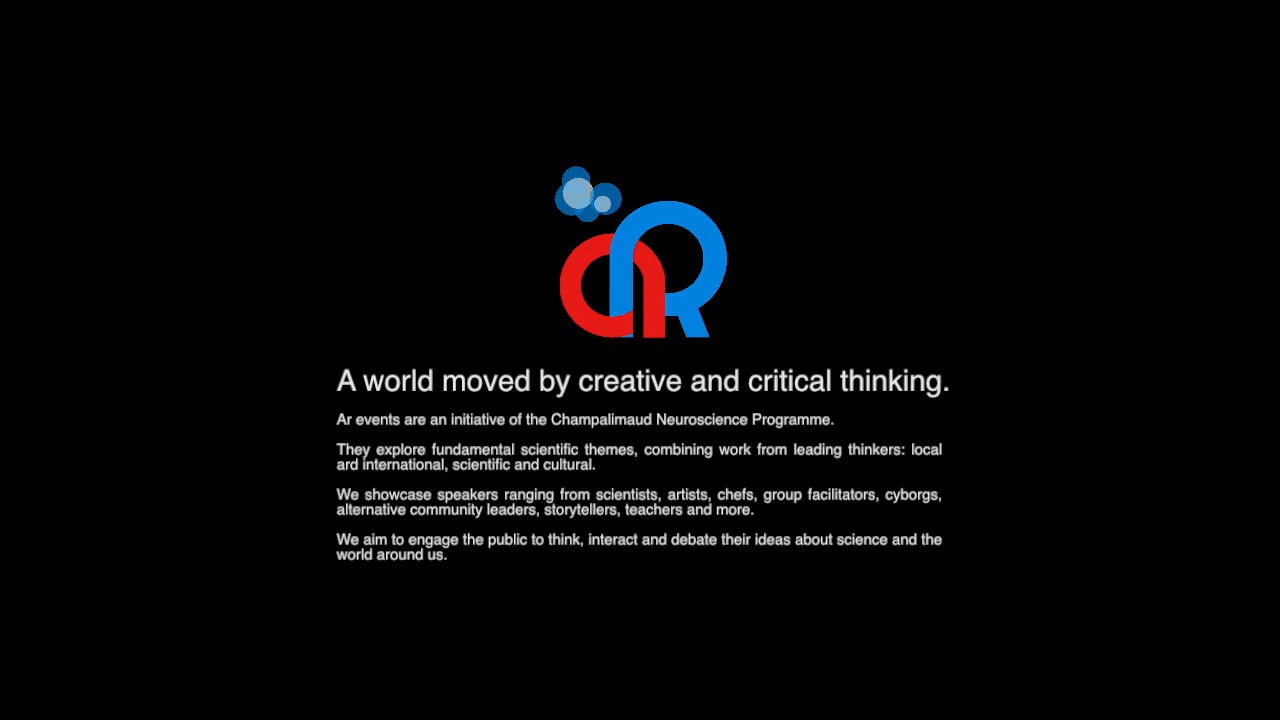 aR
A world moved by creative and critical thinking.
Ar events are an initiative of the Champalimaud Neuroscience Programme.
They explore fundamental scientific themes, combining work from leading thinkers: local
ard international, scientific and cultural.
We showcase speakers ranging from scientists, artists, chefs, group facilitators, cyborgs,
alternative community leaders, storytellers, teachers and more.
We aim to engage the public to think, interact and debate their ideas about science and the
world around us.